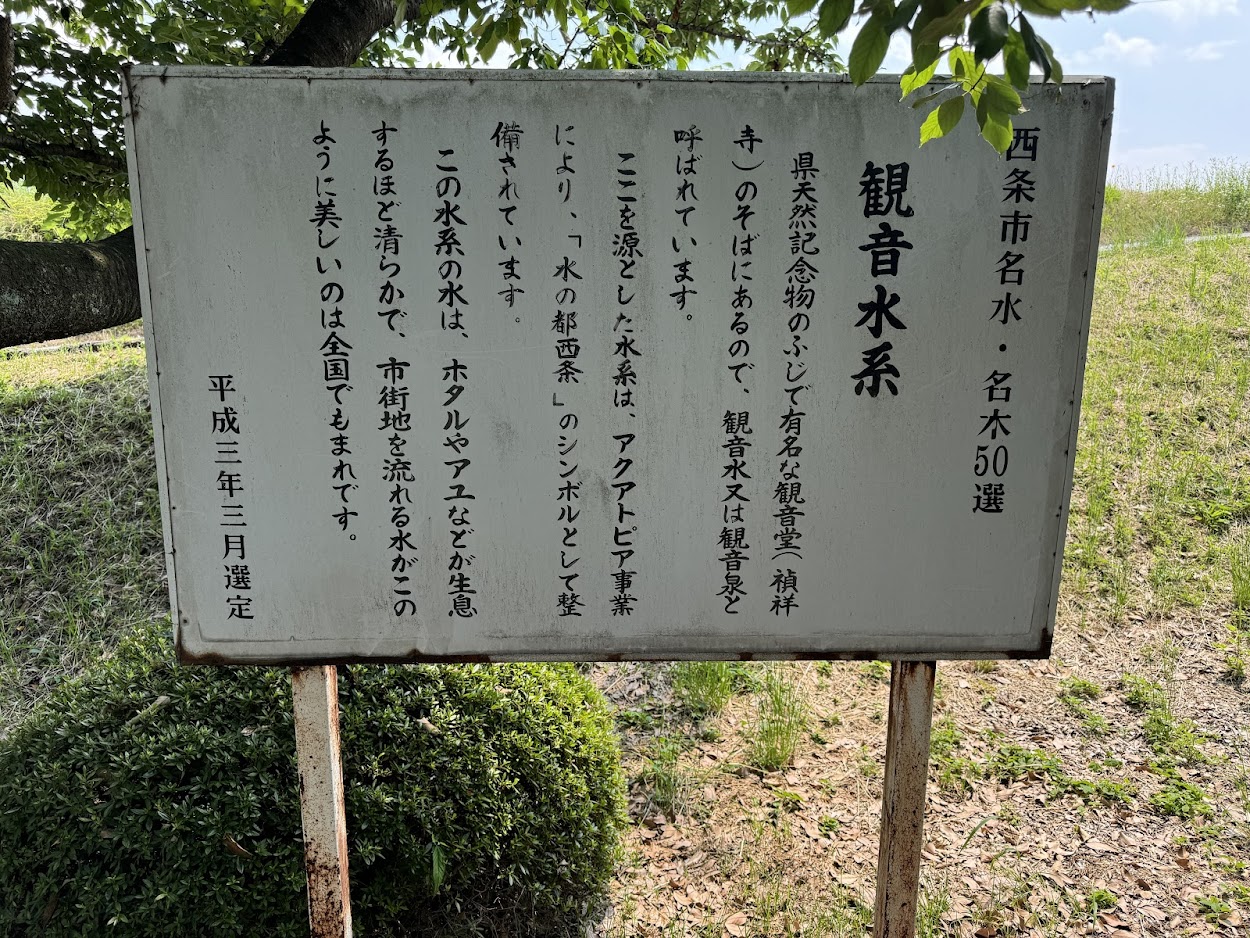 西条市名水・名木50選
観音水系
県天然記念物のふじで有名な観音堂(禎祥
寺)のそばにあるので、観音水又は観音泉と
呼ばれています。
ここを源とした水系は、アクアトピア事業
により、「水の都西条」のシンボルとして整
備されています。
この水系の水は、ホタルやアユなどが生息
するほど清らかで、市街地を流れる水がこの
ように美しいのは全国でもまれです。
平成三年三月選定